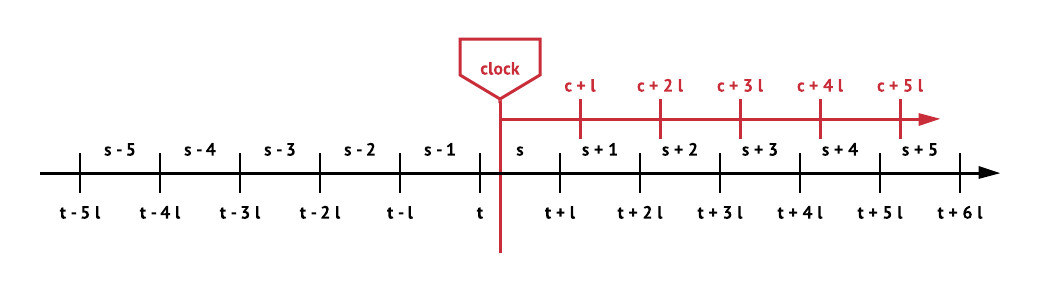 clock
c + l c + 2 l c + 3 l c + 4 l c + 5 l
s - 5 s - 4 s - 3 s - 2 s - 1 s s + 1 s + 2 s + 3 s + 4 s + 5
t - 5 l t - 4 l t - 3 l t - 2 l t - l t t + l t + 2 l t + 3 l t + 4 l t + 5 l t + 6 l